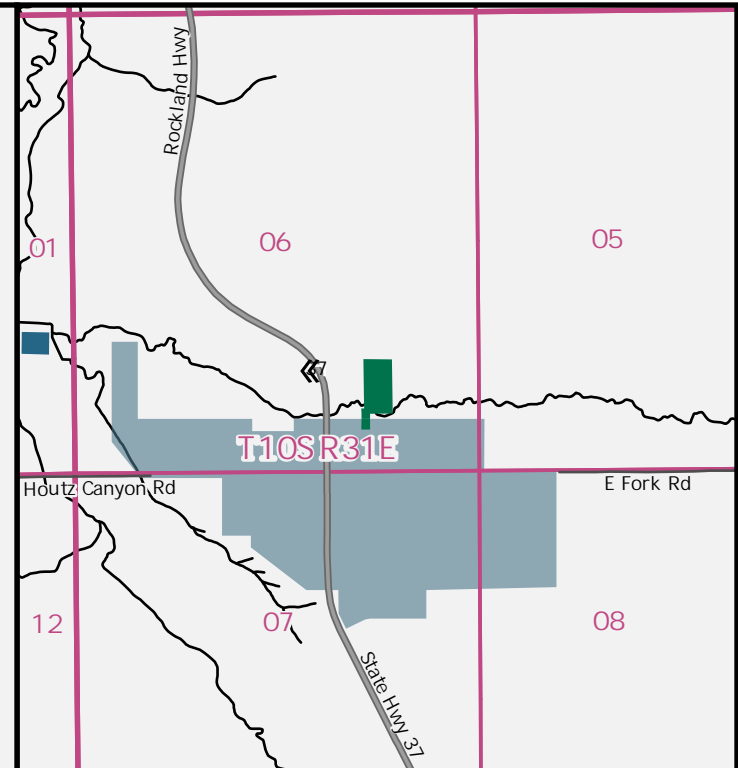 Rockland Hwy
01
06
05
T10S R31E
Houtz Canyon Rd
E Fork Rd
12
07
08
State Hwy 37